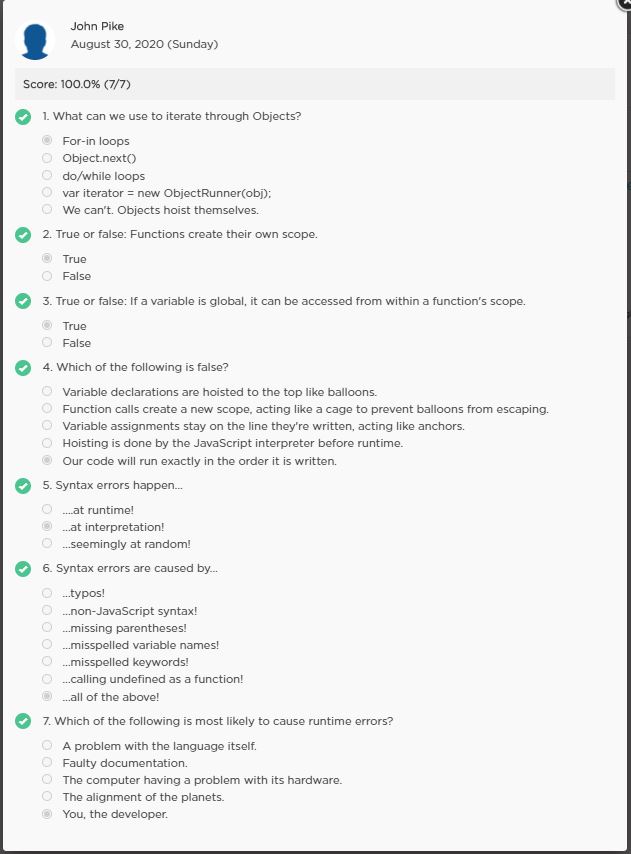 John Pike
August 30, 2020 (Sunday)
Score: 100.0% (7/7)
1. What can we use to iterate through Objects?
For-in loops
Object.next()
do/while loops
var iterator = new ObjectRunner(obj);
We can't. Objects hoist themselves.
2. True or false: Functions create their own scope.
True
False
3. True or false: If a variable is global, it can be accessed from within a function's scope.
True
False
4. Which of the following is false?
Variable declarations are hoisted to the top like balloons.
Function calls create a new scope, acting like a cage to prevent balloons from escaping.
Variable assignments stay on the line they're written, acting like anchors.
Hoisting is done by the JavaScript interpreter before runtime.
Our code will run exactly in the order it is written.
5. Syntax errors happen...
....at runtime!
...at interpretation!
...seemingly at random!
6. Syntax errors are caused by...
...typos!
...non-JavaScript syntax!
...missing parentheses!
...misspelled variable names!
...misspelled keywords!
...calling undefined as a function!
...all of the above!
7. Which of the following is most likely to cause runtime errors?
A problem with the language itself.
Faulty documentation.
The computer having a problem with its hardware.
The alignment of the planets.
You, the developer.